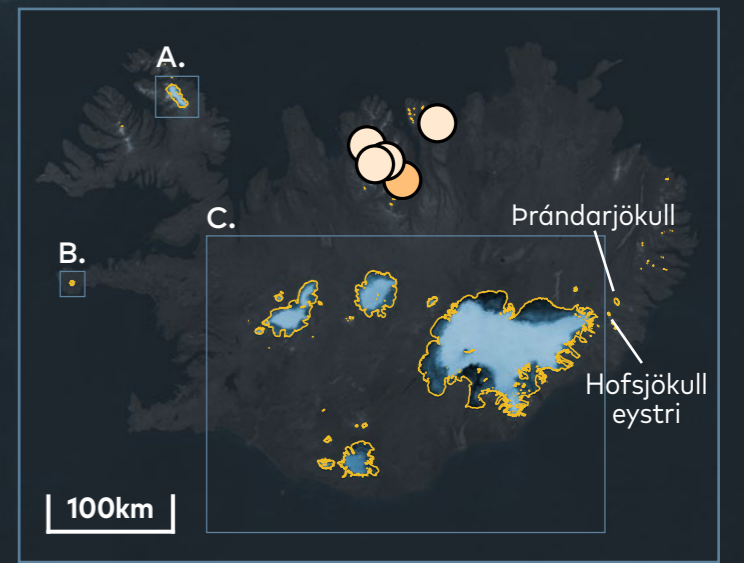 A.
C.
Þrándarjökull
B.
Hofsjökull
eystri
100km